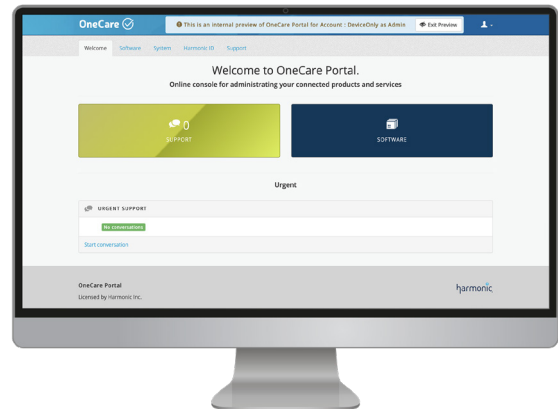 OneCare
This is an internal preview of OneCare Portal for Account : DeviceOnly as Admin
Exit Preview
Welcome
Software
System
Harmonic ID
Support
Welcome to OneCare Portal.
Online console for administrating your connected products and services
0
SUPPORT
SOFTWARE
Urgent
URGENT SUPPORT
No conversations
Start conversation
OneCare Portal
Licensed by Harmonic Inc.
harmonic